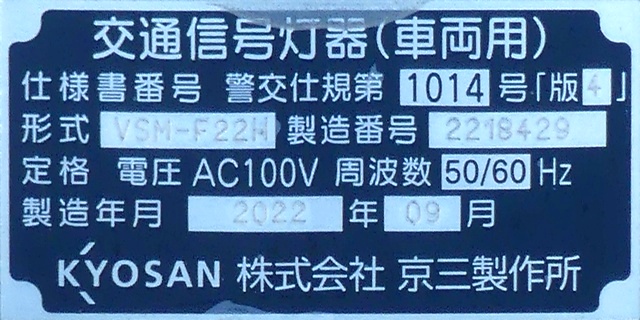 交通信号灯器(車両用)
仕様書番号 警交仕規第 1014 号「版4」
形式 VSM-F22H 製造番号 2218429
定格 電圧 AC100V 周波数 50/60 Hz
製造年月 2022 年 09 月
KYOSAN 株式会社 京三製作所